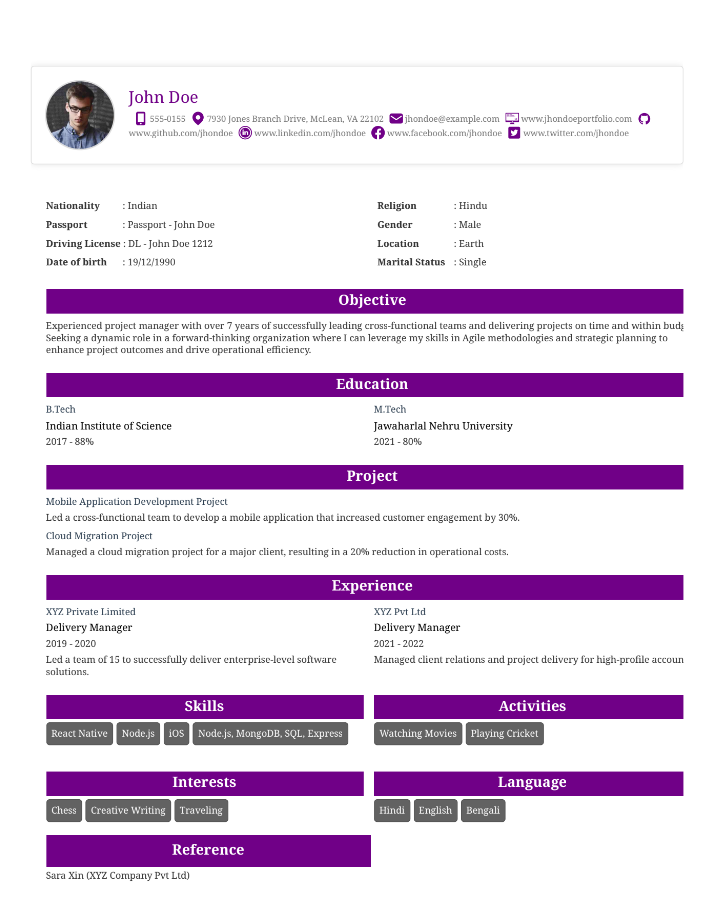 John Doe
555-0155 7930 Jones Branch Drive, McLean, VA 22102 jhondoe@example.com www.jhondoeportfolio.com
www.github.com/jhondoe www.linkedin.com/jhondoe www.facebook.com/jhondoe www.twitter.com/jhondoe
Nationality : Indian
Religion : Hindu
Passport : Passport - John Doe
Gender : Male
Driving License : DL - John Doe 1212
Location : Earth
Date of birth : 19/12/1990
Marital Status : Single
Objective
Experienced project manager with over 7 years of successfully leading cross-functional teams and delivering projects on time and within
Seeking a dynamic role in a forward-thinking organization where I can leverage my skills in Agile methodologies and strategic planning to
enhance project outcomes and drive operational efficiency.
Education
B.Tech
Indian Institute of Science
2017 - 88%
M.Tech
Jawaharlal Nehru University
2021 - 80%
Project
Mobile Application Development Project
Led a cross-functional team to develop a mobile application that increased customer engagement by 30%.
Cloud Migration Project
Managed a cloud migration project for a major client, resulting in a 20% reduction in operational costs.
Experience
XYZ Private Limited
Delivery Manager
2019 - 2020
Led a team of 15 to successfully deliver enterprise-level software
solutions.
XYZ Pvt Ltd
Delivery Manager
2021 - 2022
Managed client relations and project delivery for high-profile accoun
Skills
React Native Node.js iOS Node.js, MongoDB, SQL, Express
Activities
Watching Movies Playing Cricket
Interests
Chess Creative Writing Traveling
Language
Hindi English Bengali
Reference
Sara Xin (XYZ Company Pvt Ltd)